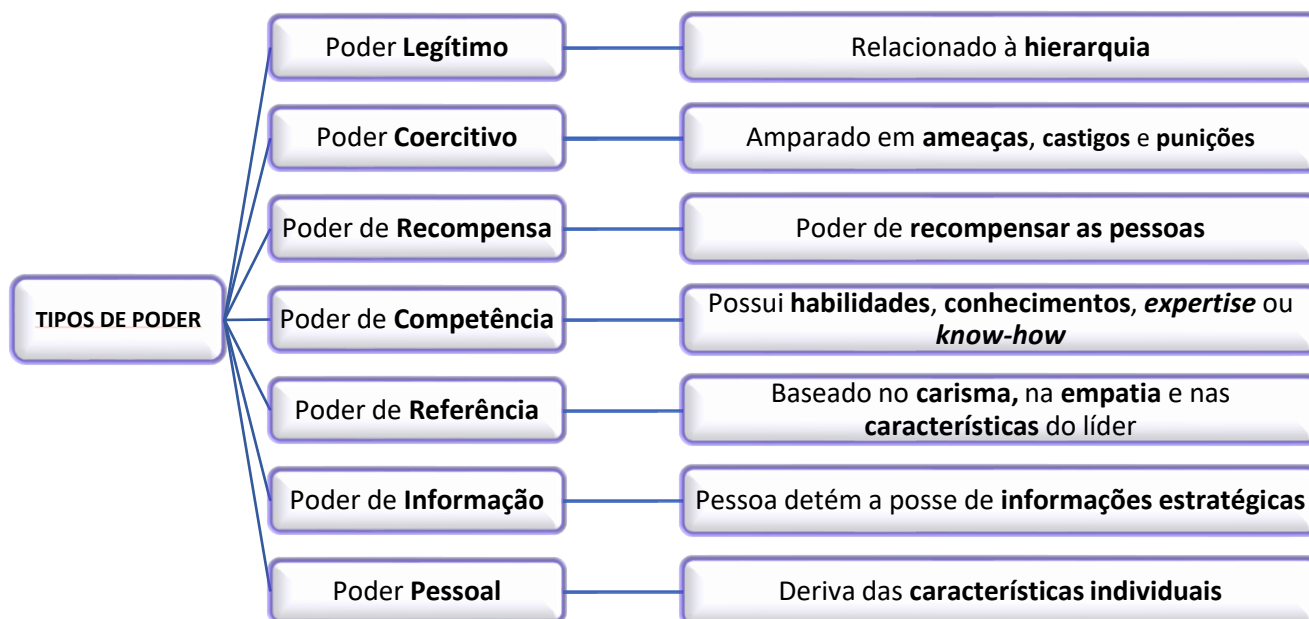 Poder Legítimo
Relacionado à hierarquia
Poder Coercitivo
Amparado em ameaças, castigos e punições
Poder de Recompensa
Poder de recompensar as pessoas
TIPOS DE PODER
Poder de Competência
Possui habilidades, conhecimentos, expertise ou
know-how
Poder de Referência
Baseado no carisma, na empatia e nas
características do líder
Poder de Informação
Pessoa detém a posse de informações estratégicas
Poder Pessoal
Deriva das características individuais